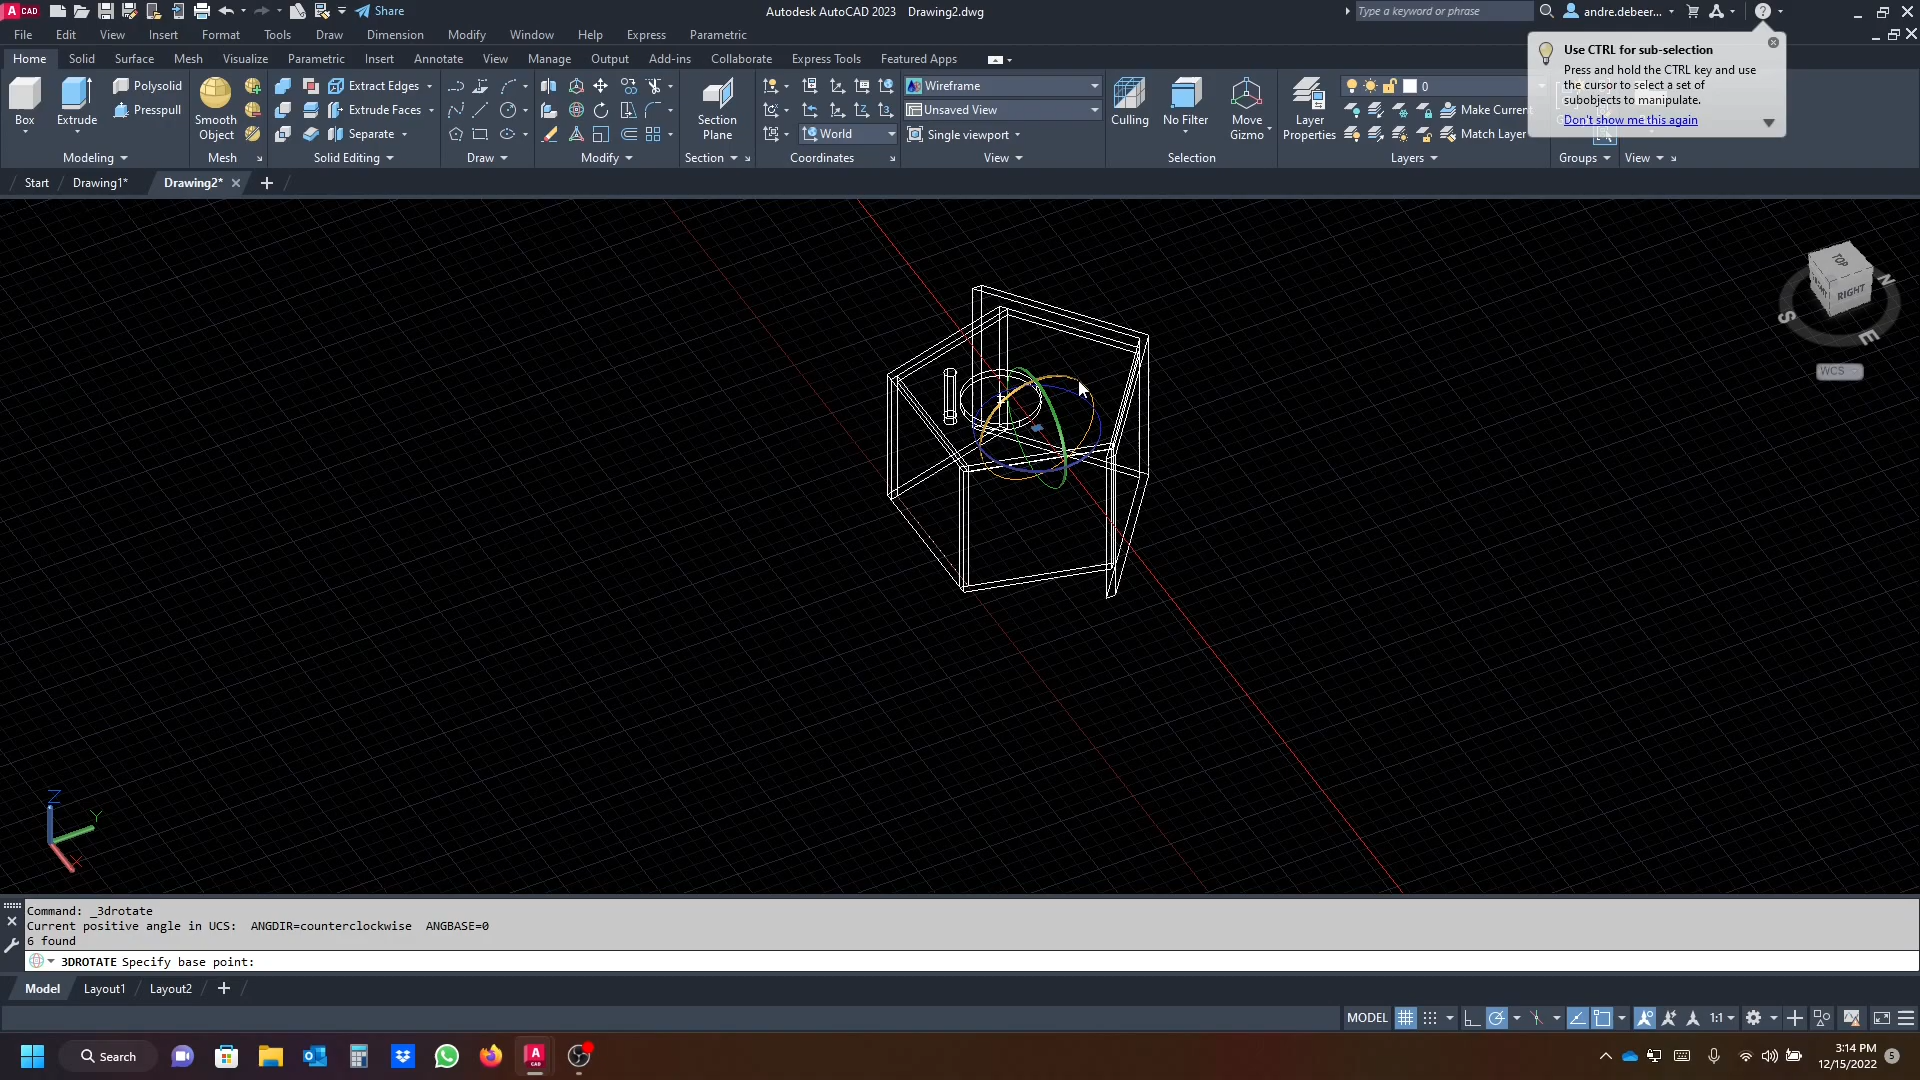 A CAD
Share
Autodesk AutoCAD 2023 Drawing2.dwg
Type a keyword or phrase
andre.debeer...
File Edit View Insert Format Tools Draw Dimension Modify Window Help Express Parametric
Home Solid Surface Mesh Visualize Parametric Insert Annotate View Manage Output Add-ins Collaborate Express Tools Featured Apps
Box
Extrude
Polysolid
Presspull
Modeling
Smooth
Object
Mesh
Extract Edges
Extrude Faces
Separate
Solid Editing
Draw
Modify
Section
Plane
Section
World
Coordinates
Wireframe
Unsaved View
Single viewport
View
Culling
No Filter
Move
Gizmo
Selection
Layer
Properties
0
Make Current
Match Layer
Layers
Groups
View
Use CTRL for sub-selection
Press and hold the CTRL key and use
the cursor to select a set of
subobjects to manipulate.
Don't show me this again
Start Drawing1* Drawing2*
TOP
RIGHT
N
S
E
WCS
Z
Y
X
Command: _3drotate
Current positive angle in UCS: ANGDIR=counterclockwise ANGBASE=0
6 found
3DROTATE Specify base point:
Model Layout1 Layout2
MODEL
1:1
Search
A
CAD
3:14 PM
12/15/2022
5